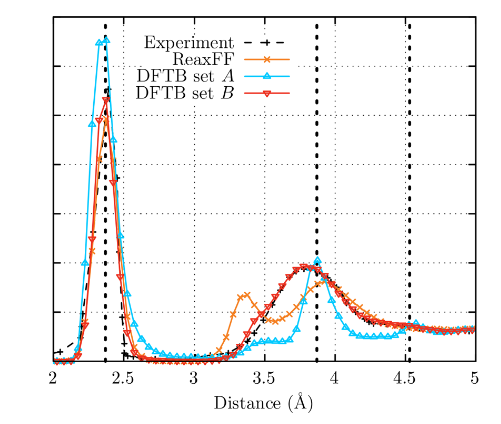 Experiment
ReaxFF
DFTB set A
DFTB set B
2 2.5 3 3.5 4 4.5 5
Distance (Å)